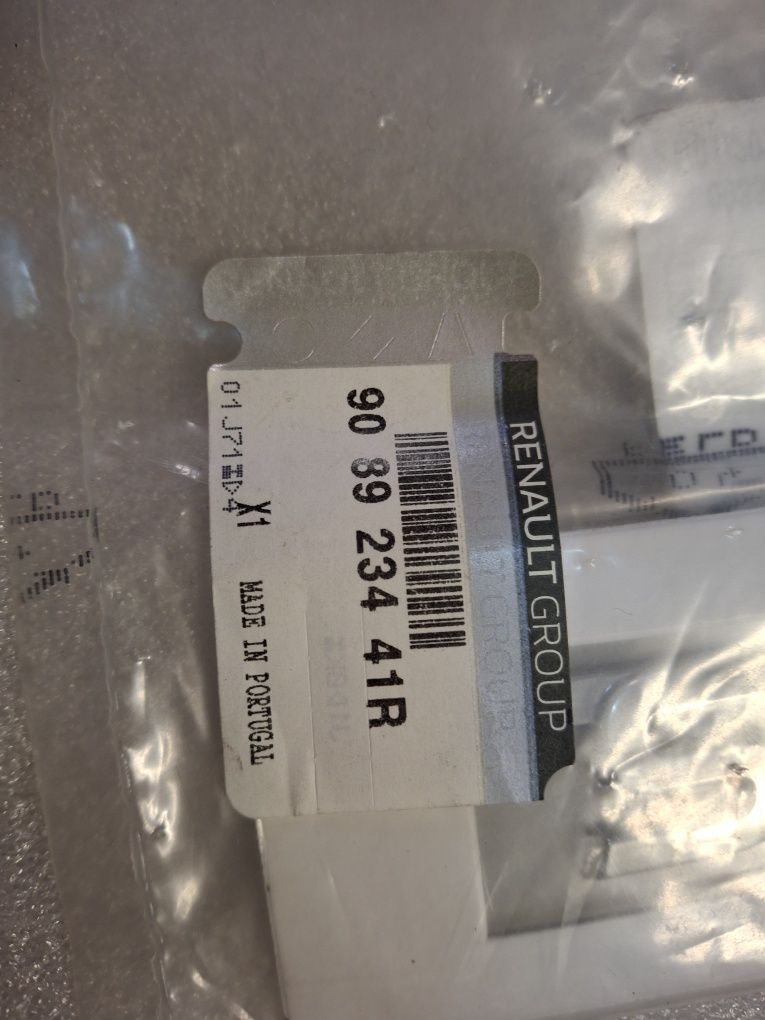 RENAULT GROUP
90 89 234 41R
X1
MADE IN PORTUGAL